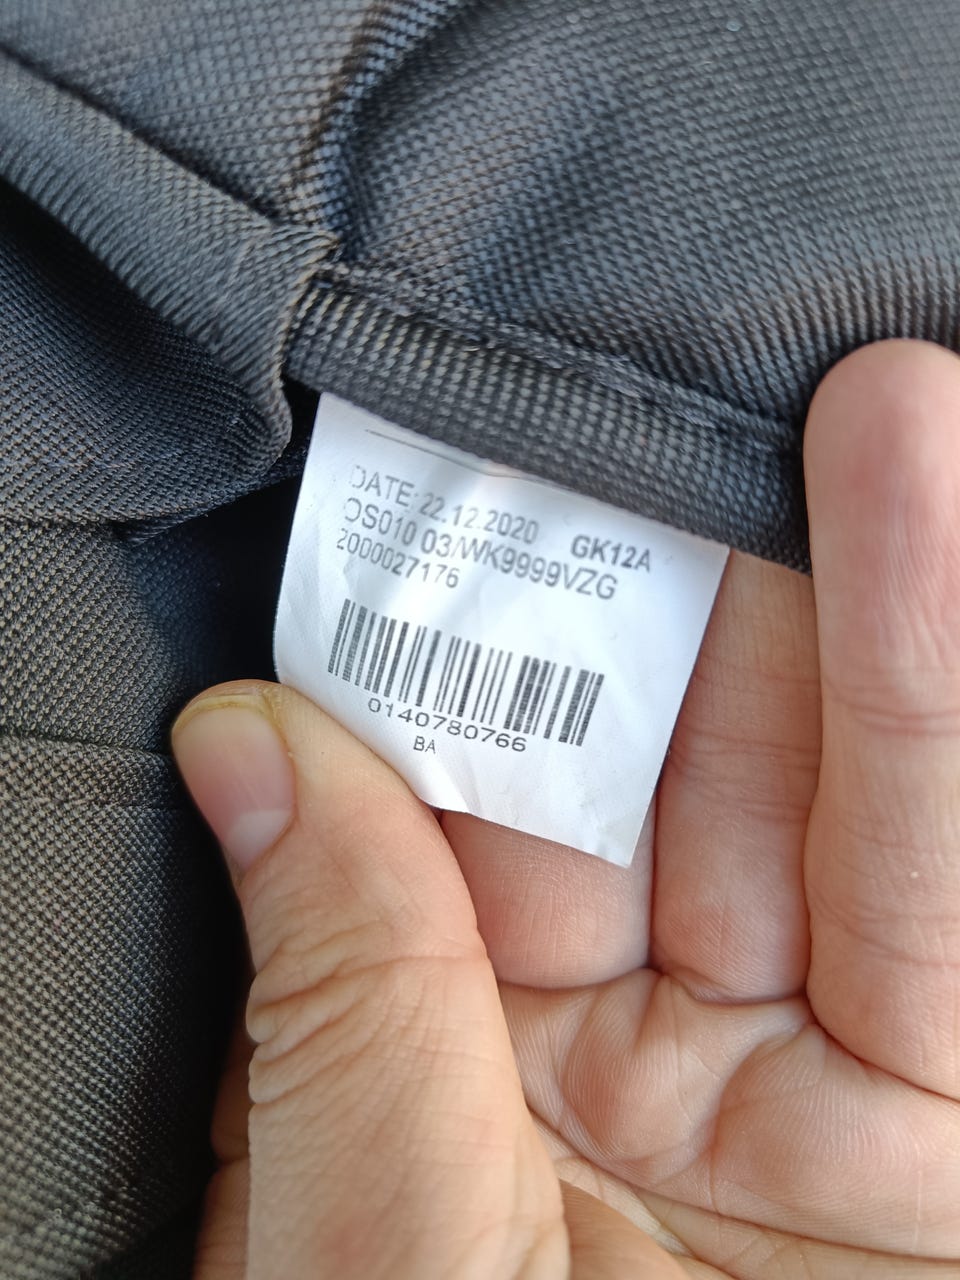 DATE: 22.12.2020 GK12A
OS010 03/WK9999VZG
2000027176
0140780766
BA